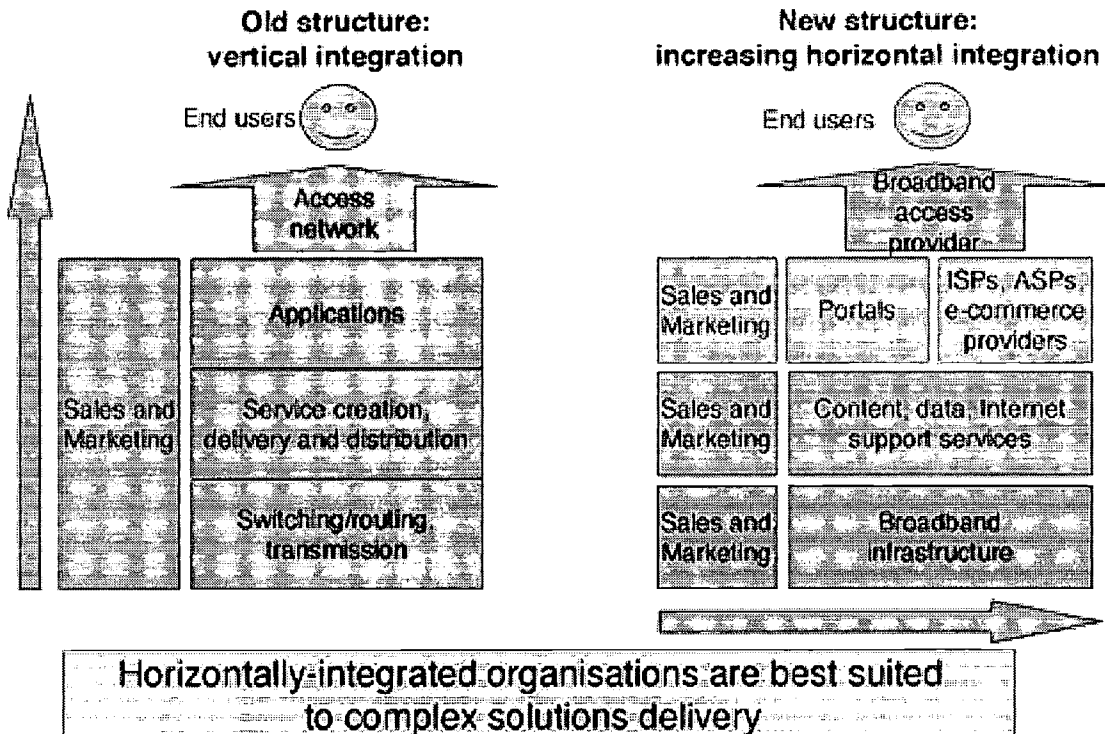 Old structure:
vertical integration
End users
Access
network
Sales and
Marketing
Applications
Service creation,
delivery and distribution
Switching/routing,
transmission
New structure:
increasing horizontal integration
End users
Broadband
access
provider
Sales and
Marketing
Portals
ISPs, ASPs,
e-commerce
providers
Sales and
Marketing
Content, data, Internet
support services
Sales and
Marketing
Broadband
infrastructure
Horizontally-integrated organisations are best suited
to complex solutions delivery